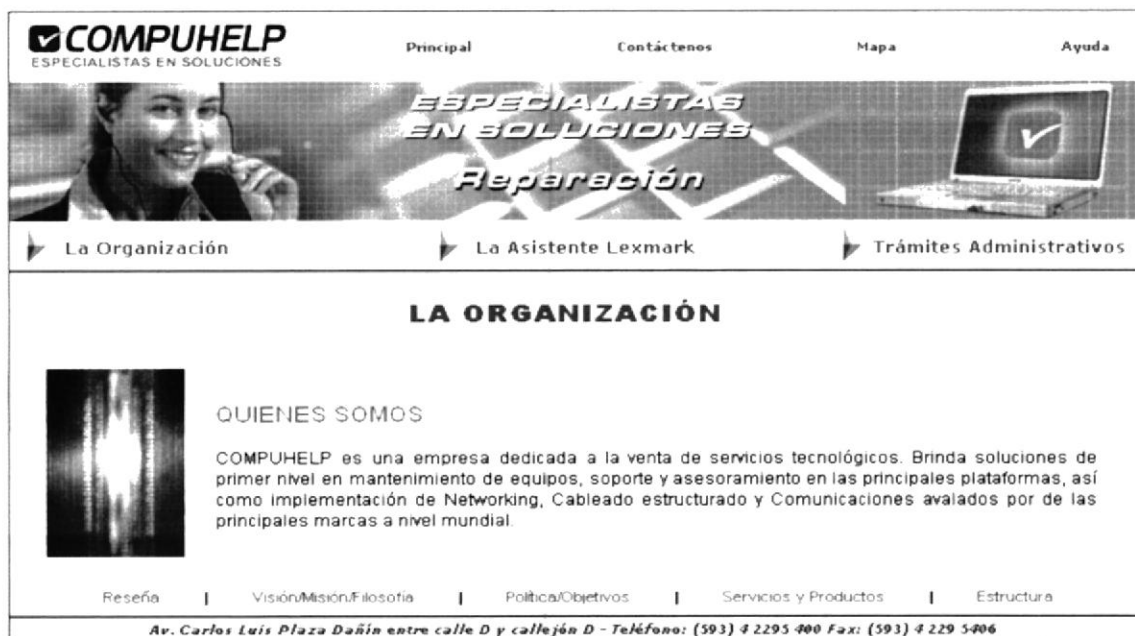 COMPUHELP
ESPECIALISTAS EN SOLUCIONES
Principal Contáctenos Mapa Ayuda
ESPECIALISTAS
EN SOLUCIONES
Reparación
La Organización La Asistente Lexmark Trámites Administrativos
LA ORGANIZACIÓN
QUIENES SOMOS
COMPUHELP es una empresa dedicada a la venta de servicios tecnológicos. Brinda soluciones de
primer nivel en mantenimiento de equipos, soporte y asesoramiento en las principales plataformas, así
como implementación de Networking, Cableado estructurado y Comunicaciones avalados por de las
principales marcas a nivel mundial.
Reseña | Visión/Misión/Filosofía | Política/Objetivos | Servicios y Productos | Estructura
Av. Carlos Luis Plaza Dañín entre calle D y callejón D - Teléfono: (593) 4 2295 400 Fax: (593) 4 229 5406